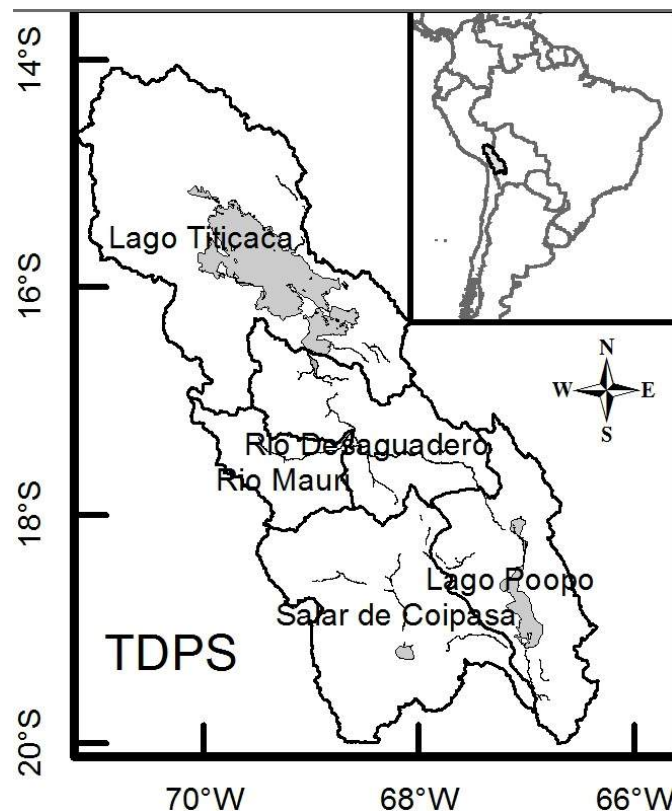 14°S
Lago Titicaca
16°S
N
W
E
S
Rio Desaguadero
Rio Mauri
18°S
Lago Poopo
Salar de Coipasa
TDPS
20°S
70°W
68°W
66°W